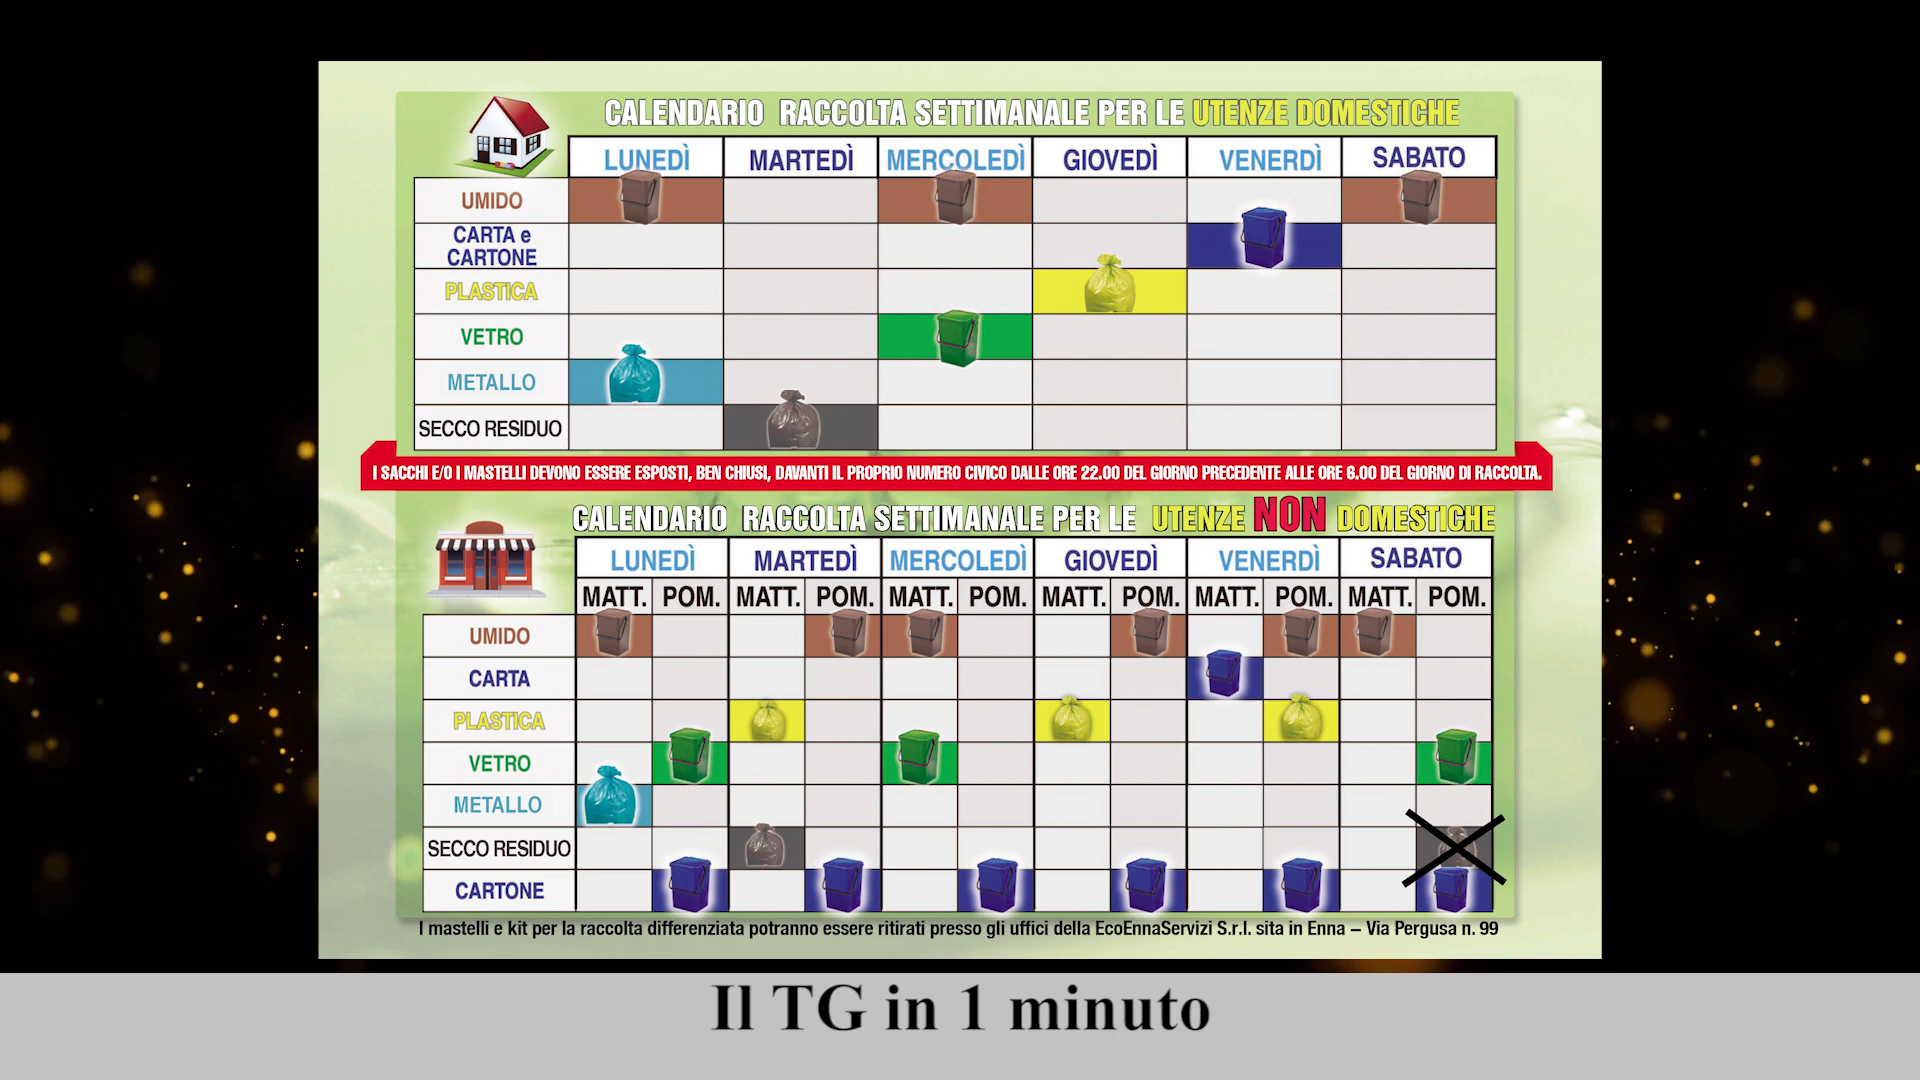 CALENDARIO RACCOLTA SETTIMANALE PER LE UTENZE DOMESTICHE
LUNEDÌ MARTEDÌ MERCOLEDÌ GIOVEDÌ VENERDÌ SABATO
UMIDO
CARTA e
CARTONE
PLASTICA
VETRO
METALLO
SECCO RESIDUO
I SACCHI E/O I MASTELLI DEVONO ESSERE ESPOSTI, BEN CHIUSI, DAVANTI IL PROPRIO NUMERO CIVICO DALLE ORE 22.00 DEL GIORNO PRECEDENTE ALLE ORE 6.00 DEL GIORNO DI RACCOLTA.
CALENDARIO RACCOLTA SETTIMANALE PER LE UTENZE NON DOMESTICHE
LUNEDÌ MARTEDÌ MERCOLEDÌ GIOVEDÌ VENERDÌ SABATO
MATT. POM. MATT. POM. MATT. POM. MATT. POM. MATT. POM. MATT. POM.
UMIDO
CARTA
PLASTICA
VETRO
METALLO
SECCO RESIDUO
CARTONE
I mastelli e kit per la raccolta differenziata potranno essere ritirati presso gli uffici della EcoEnnaServizi S.r.l. sita in Enna – Via Pergusa n. 99
Il TG in 1 minuto